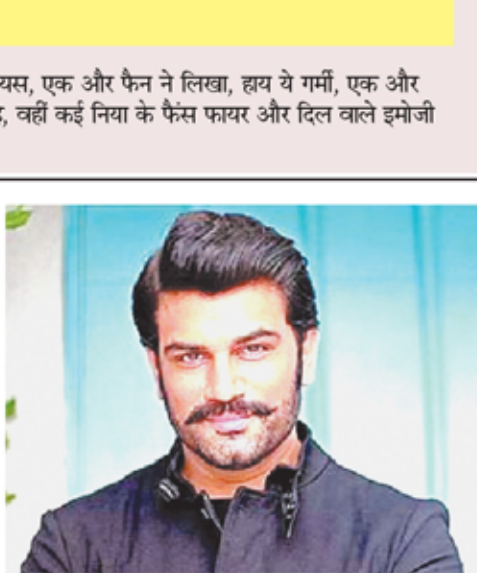 यस, एक और फैन ने लिखा, हाय ये गर्मी, एक और
, वहीं कई निया के फैंस फायर और दिल वाले इमोजी